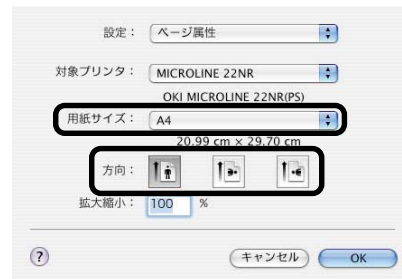 設定： ページ属性
対象プリンタ： MICROLINE 22NR
OKI MICROLINE 22NR(PS)
用紙サイズ： A4
20.99 cm × 29.70 cm
方向：
拡大縮小： 100 %
? キャンセル OK